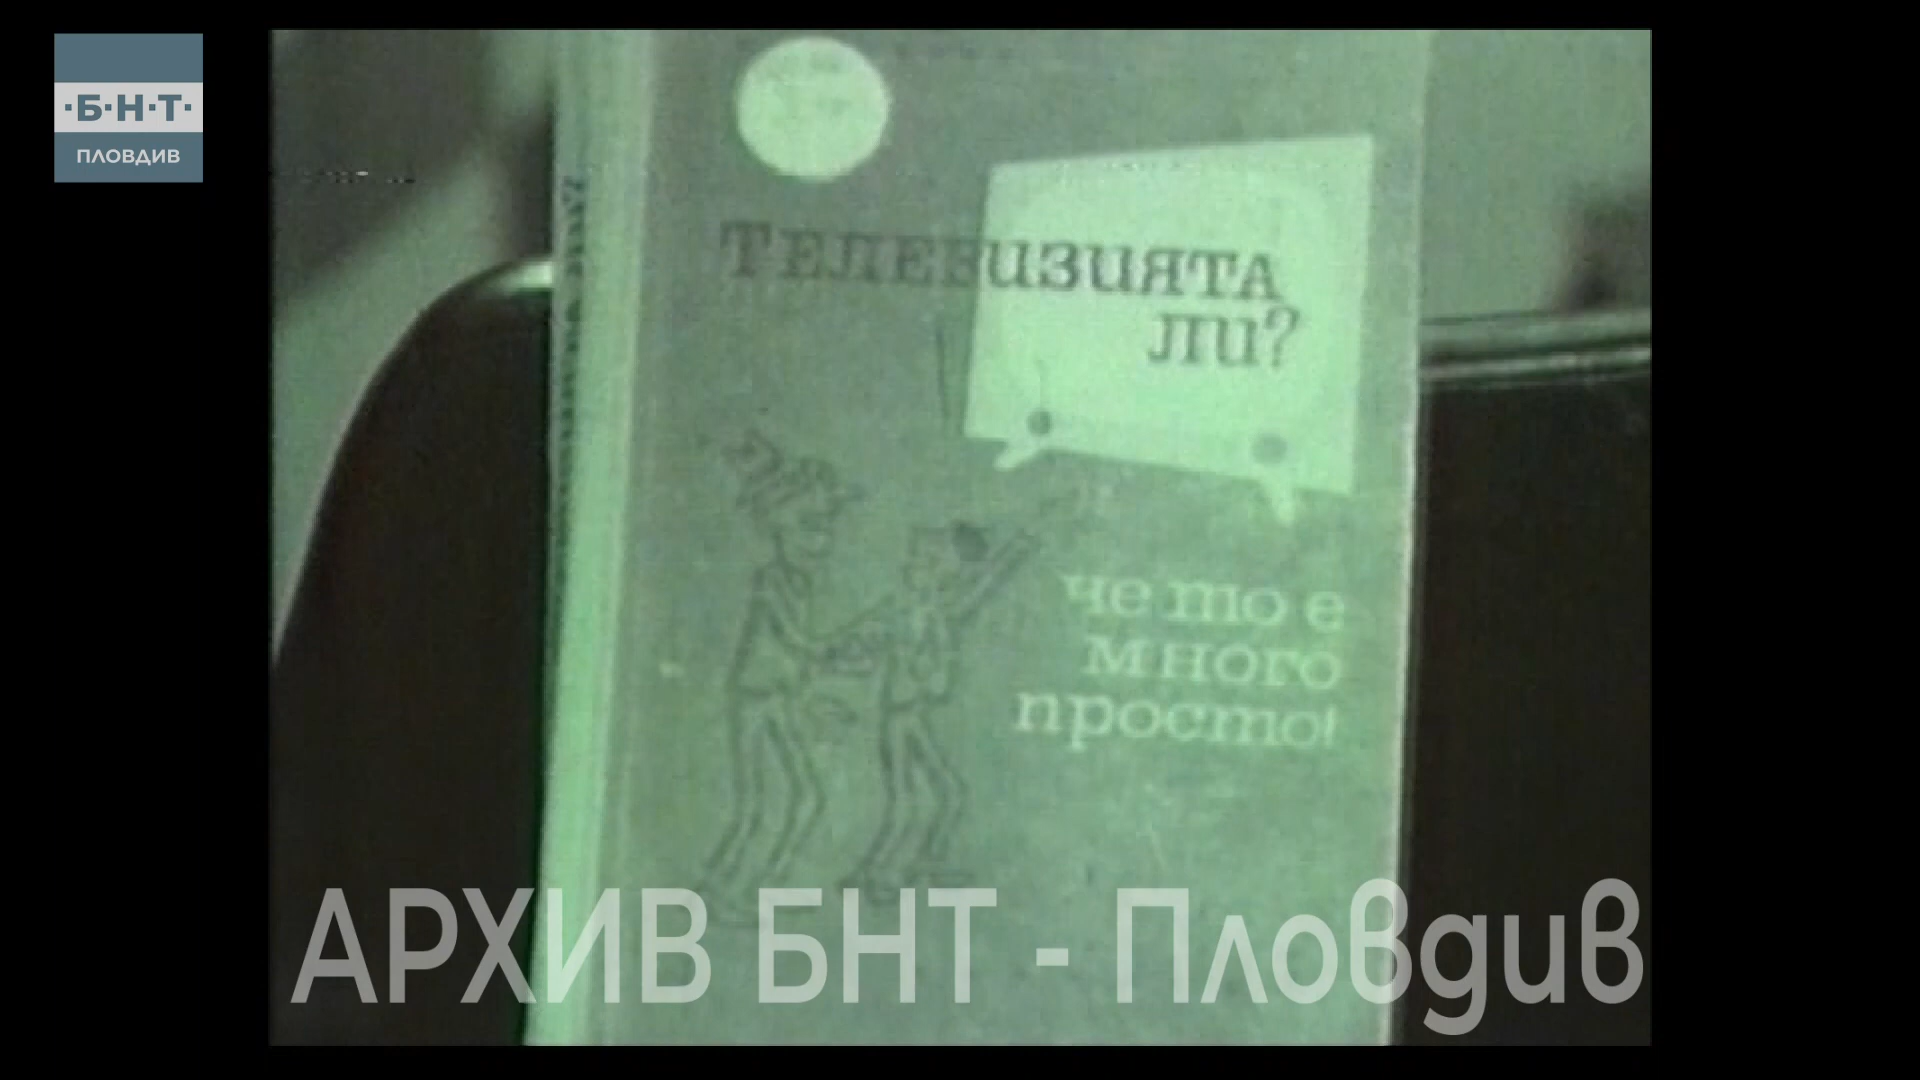 ·Б·Н·Т·
ПЛОВДИВ
ТЕЛЕВИЗИЯТА
ЛИ?
че то е
много
просто!
АРХИВ БНТ - Пловдив